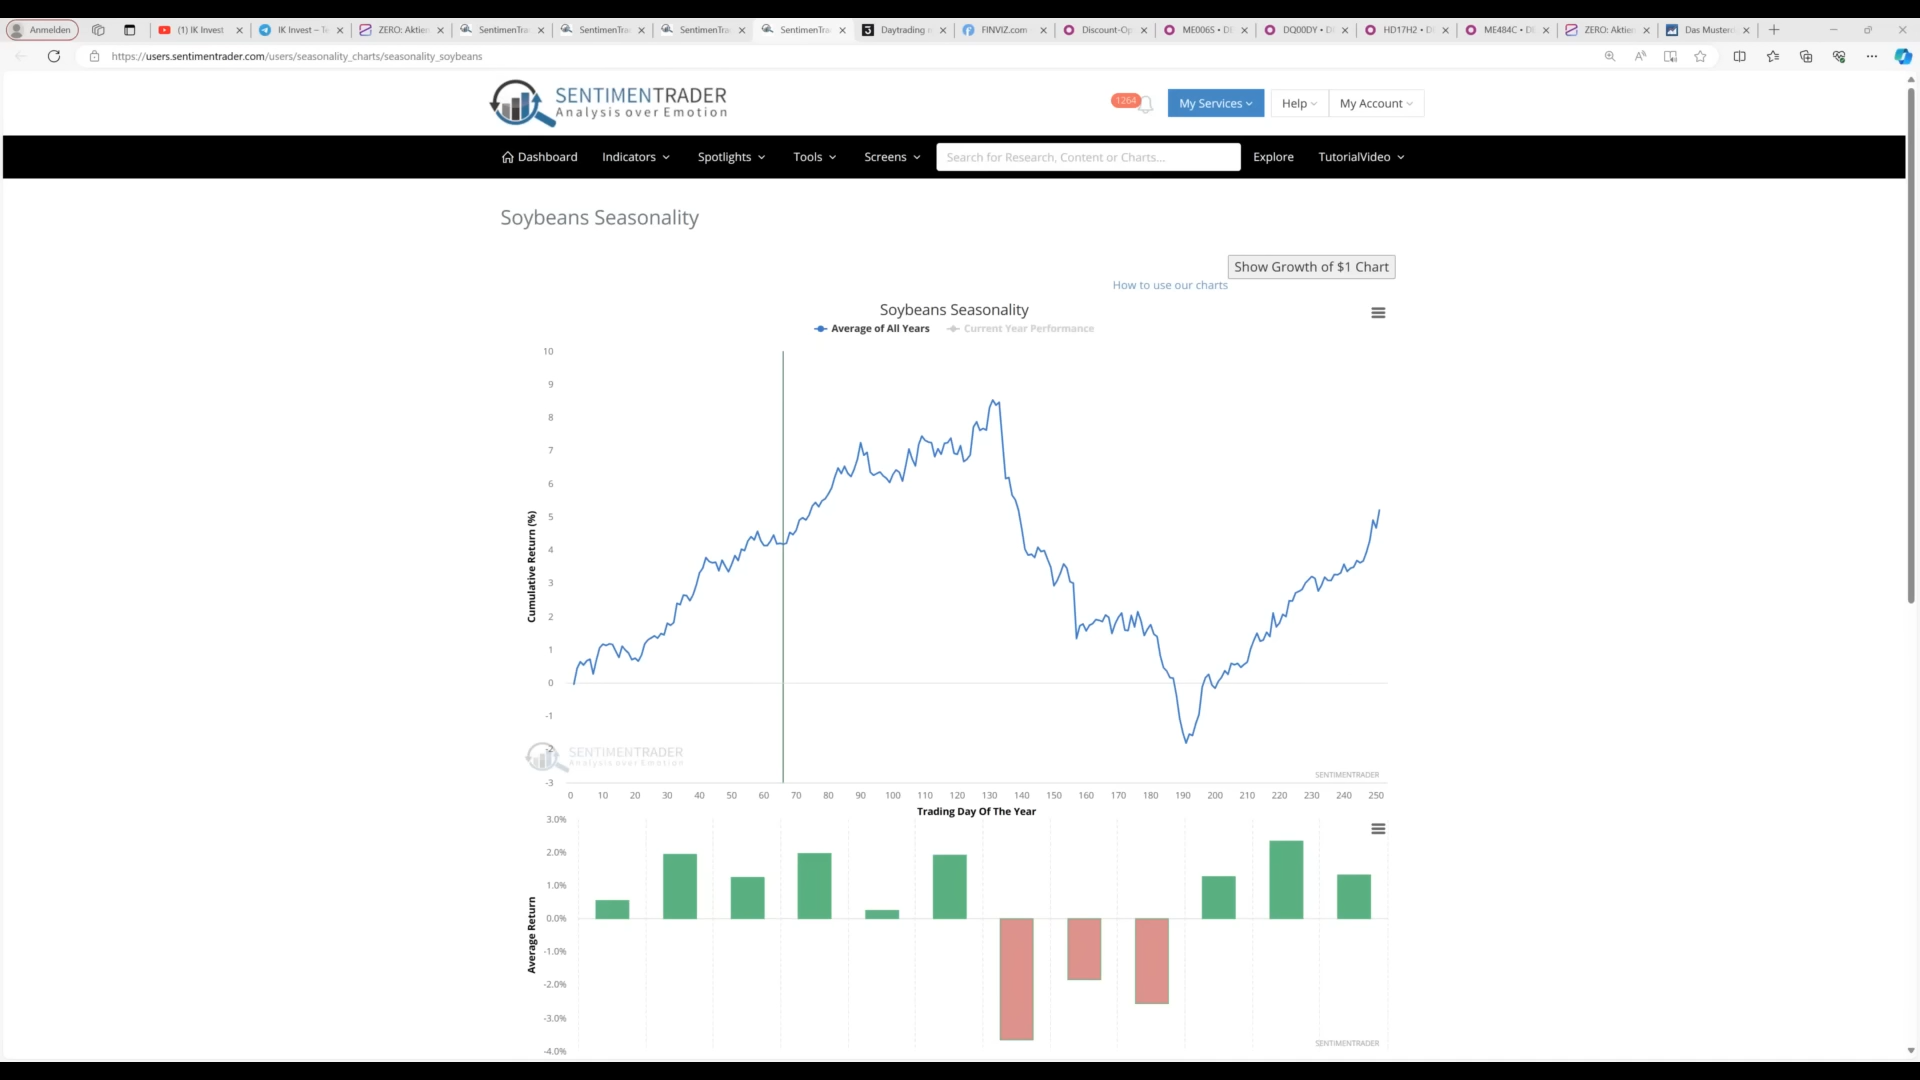 Anmelden
(1) IK Invest
IK Invest –
ZERO: Aktien
SentimenTra
SentimenTra
SentimenTra
SentimenTra
Daytrading
FINVIZ.com
Discount-Op
ME006S • D
DQ00DY • D
HD17H2 • D
ME484C • D
ZERO: Aktien
Das Musterd
https://users.sentimentrader.com/users/seasonality_charts/seasonality_soybeans
SENTIMENTRADER
Analysis over Emotion
1264
My Services
Help
My Account
Dashboard
Indicators
Spotlights
Tools
Screens
Search for Research, Content or Charts...
Explore
TutorialVideo
Soybeans Seasonality
Show Growth of $1 Chart
How to use our charts
Soybeans Seasonality
Average of All Years
Current Year Performance
10
9
8
7
6
5
4
3
2
1
0
-1
-2
-3
Cumulative Return (%)
SENTIMENTRADER
Analysis over Emotion
SENTIMENTRADER
0 10 20 30 40 50 60 70 80 90 100 110 120 130 140 150 160 170 180 190 200 210 220 230 240 250
Trading Day Of The Year
3.0%
2.0%
1.0%
0.0%
-1.0%
-2.0%
-3.0%
-4.0%
Average Return
SENTIMENTRADER